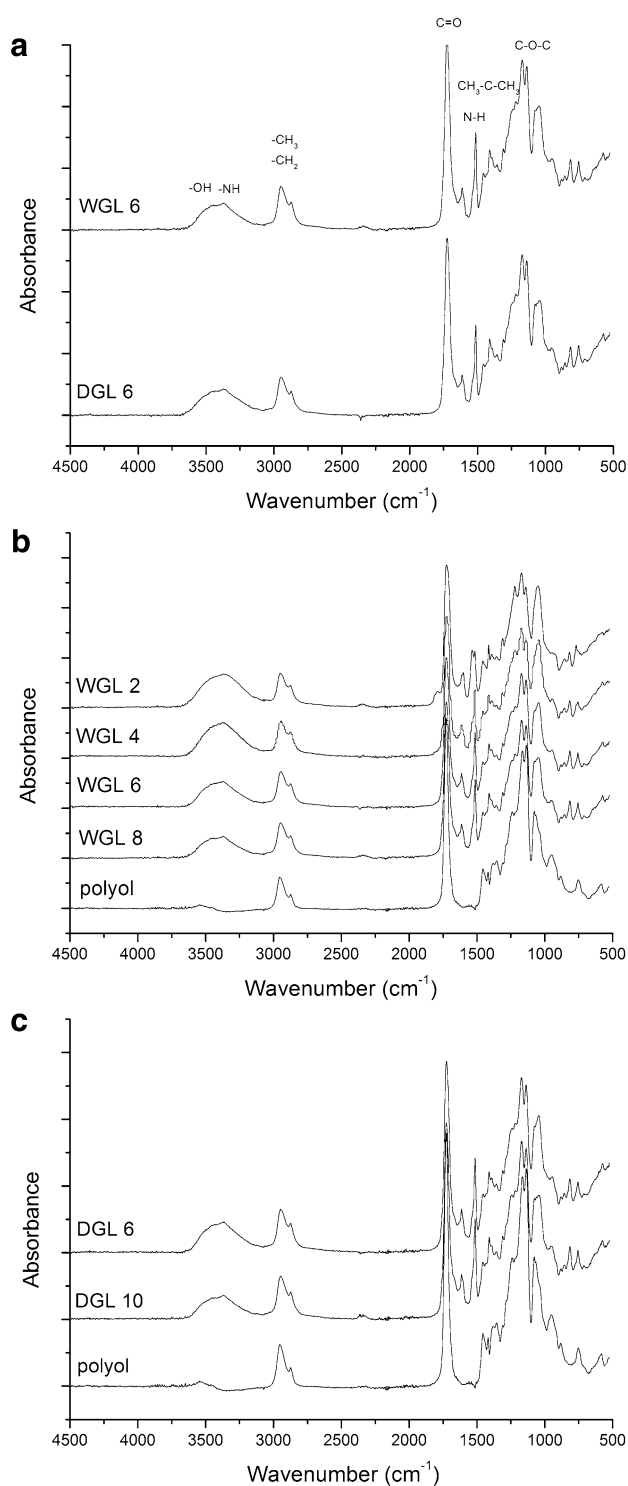 a
C=O
C-O-C
CH₃-C-CH₃
N-H
-CH₃
-CH₂
-OH -NH
WGL 6
DGL 6
Absorbance
4500 4000 3500 3000 2500 2000 1500 1000 500
Wavenumber (cm⁻¹)
b
WGL 2
WGL 4
WGL 6
WGL 8
polyol
Absorbance
4500 4000 3500 3000 2500 2000 1500 1000 500
Wavenumber (cm⁻¹)
c
DGL 6
DGL 10
polyol
Absorbance
4500 4000 3500 3000 2500 2000 1500 1000 500
Wavenumber (cm⁻¹)